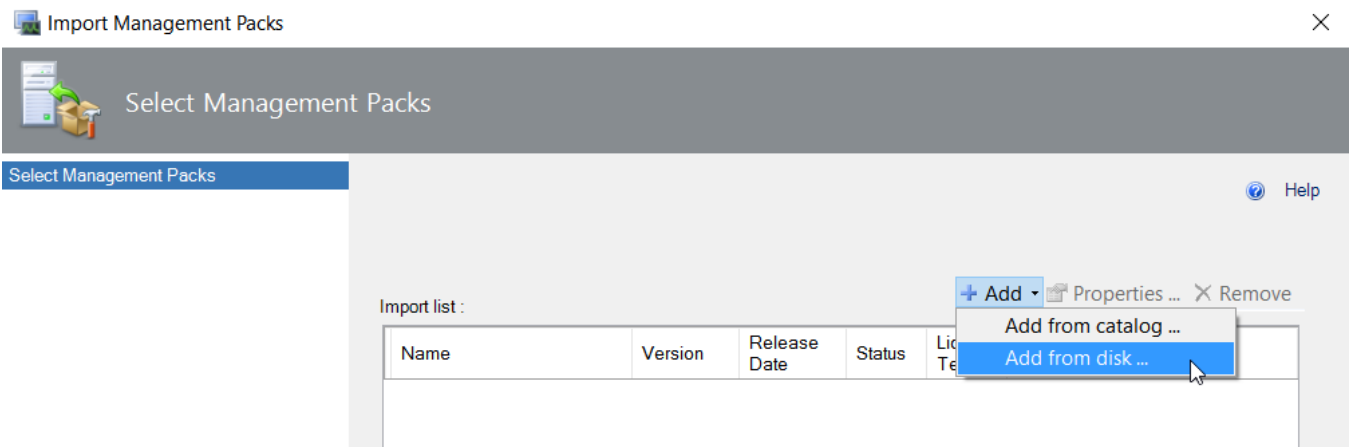 Import Management Packs
Select Management Packs
Select Management Packs
Help
Add Properties ... Remove
Import list :
Add from catalog ...
Name Version Release Date Status
Add from disk ...